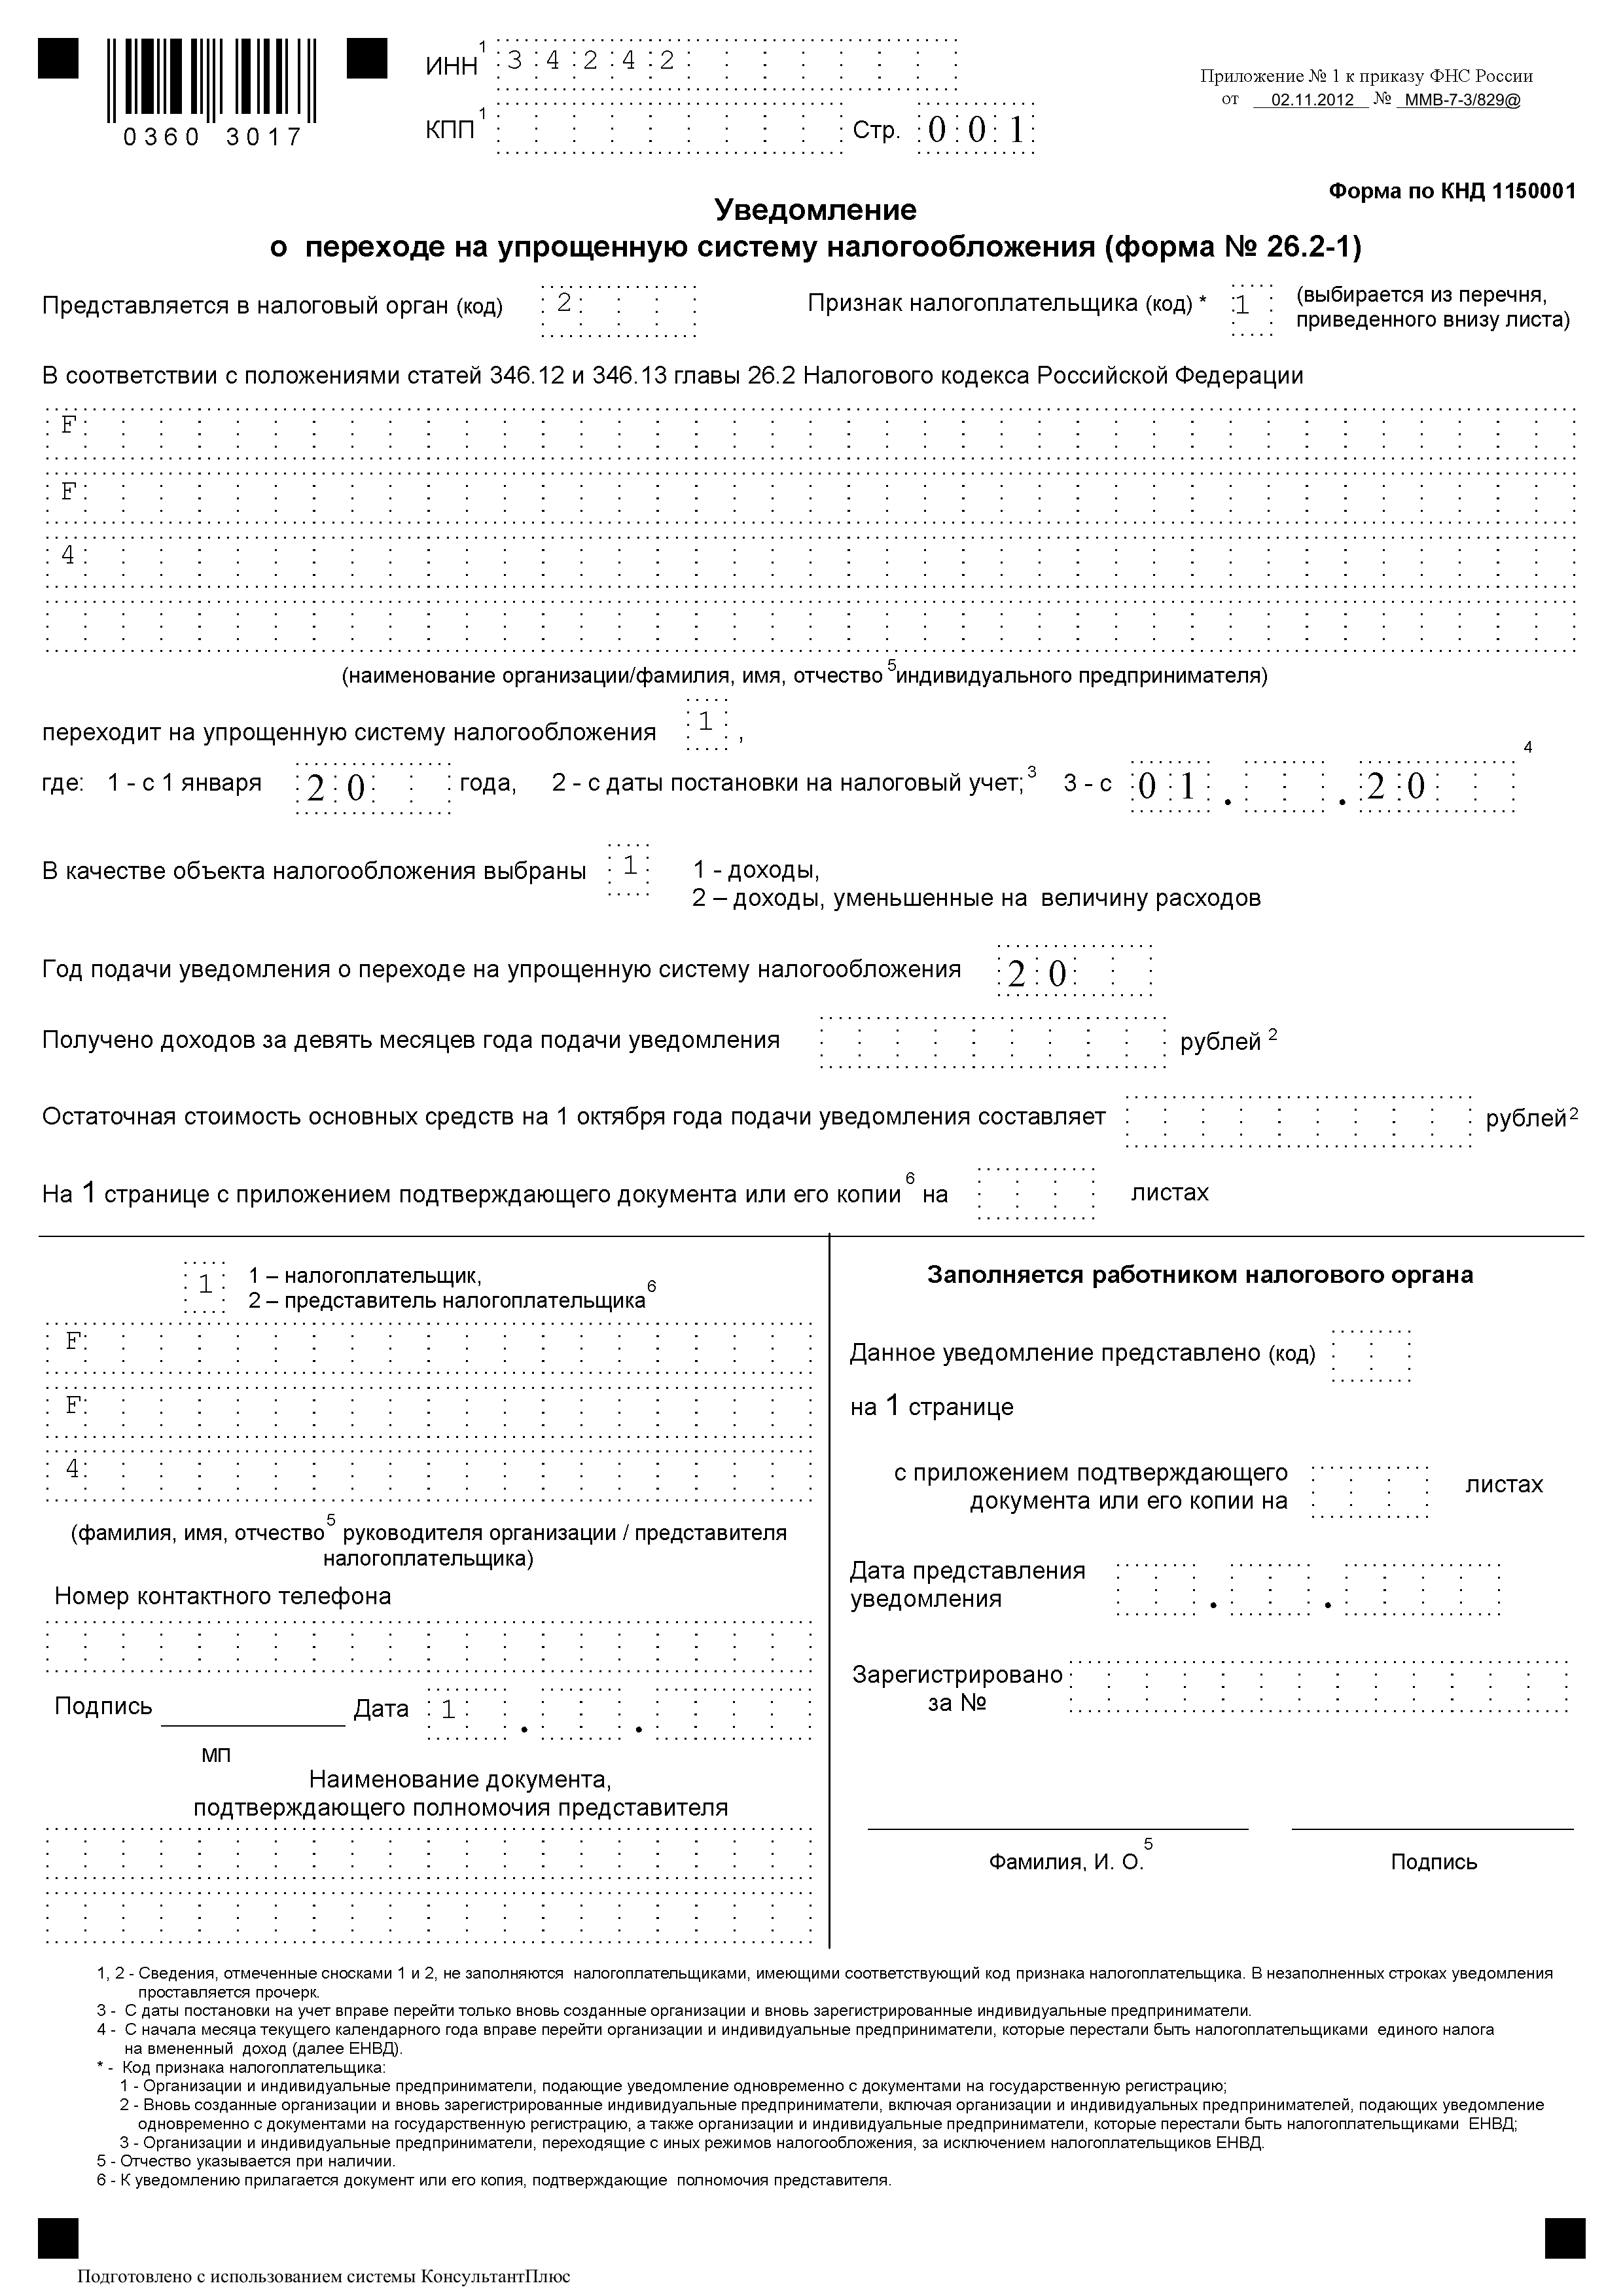 ИНН 1 3 4 2 4 2
Приложение № 1 к приказу ФНС России
от 02.11.2012 № ММВ-7-3/829@
0360 3017
КПП 1 Стр. 0 0 1
Форма по КНД 1150001
Уведомление
о переходе на упрощенную систему налогообложения (форма № 26.2-1)
Представляется в налоговый орган (код) 2 Признак налогоплательщика (код) * 1 (выбирается из перечня,
приведенного внизу листа)
В соответствии с положениями статей 346.12 и 346.13 главы 26.2 Налогового кодекса Российской Федерации
F
F
4
(наименование организации/фамилия, имя, отчество 5 индивидуального предпринимателя)
переходит на упрощенную систему налогообложения 1 ,
где: 1 - с 1 января 2 0 года, 2 - с даты постановки на налоговый учет; 3 3 - с 0 1 . . 2 0 4
В качестве объекта налогообложения выбраны 1 1 - доходы,
2 – доходы, уменьшенные на величину расходов
Год подачи уведомления о переходе на упрощенную систему налогообложения 2 0
Получено доходов за девять месяцев года подачи уведомления рублей 2
Остаточная стоимость основных средств на 1 октября года подачи уведомления составляет рублей 2
На 1 странице с приложением подтверждающего документа или его копии 6 на листах
1 1 – налогоплательщик,
2 – представитель налогоплательщика 6
F
F
4
(фамилия, имя, отчество 5 руководителя организации / представителя
налогоплательщика)
Номер контактного телефона
Подпись Дата 1 . .
МП
Наименование документа,
подтверждающего полномочия представителя
Заполняется работником налогового органа
Данное уведомление представлено (код)
на 1 странице
с приложением подтверждающего
документа или его копии на листах
Дата представления
уведомления . .
Зарегистрировано
за №
Фамилия, И. О. 5 Подпись
1, 2 - Сведения, отмеченные сносками 1 и 2, не заполняются налогоплательщиками, имеющими соответствующий код признака налогоплательщика. В незаполненных строках уведомления
проставляется прочерк.
3 - С даты постановки на учет вправе перейти только вновь созданные организации и вновь зарегистрированные индивидуальные предприниматели.
4 - С начала месяца текущего календарного года вправе перейти организации и индивидуальные предприниматели, которые перестали быть налогоплательщиками единого налога
на вмененный доход (далее ЕНВД).
* - Код признака налогоплательщика:
1 - Организации и индивидуальные предприниматели, подающие уведомление одновременно с документами на государственную регистрацию;
2 - Вновь созданные организации и вновь зарегистрированные индивидуальные предприниматели, включая организации и индивидуальных предпринимателей, подающих уведомление
одновременно с документами на государственную регистрацию, а также организации и индивидуальные предприниматели, которые перестали быть налогоплательщиками ЕНВД;
3 - Организации и индивидуальные предприниматели, переходящие с иных режимов налогообложения, за исключением налогоплательщиков ЕНВД.
5 - Отчество указывается при наличии.
6 - К уведомлению прилагается документ или его копия, подтверждающие полномочия представителя.
Подготовлено с использованием системы КонсультантПлюс